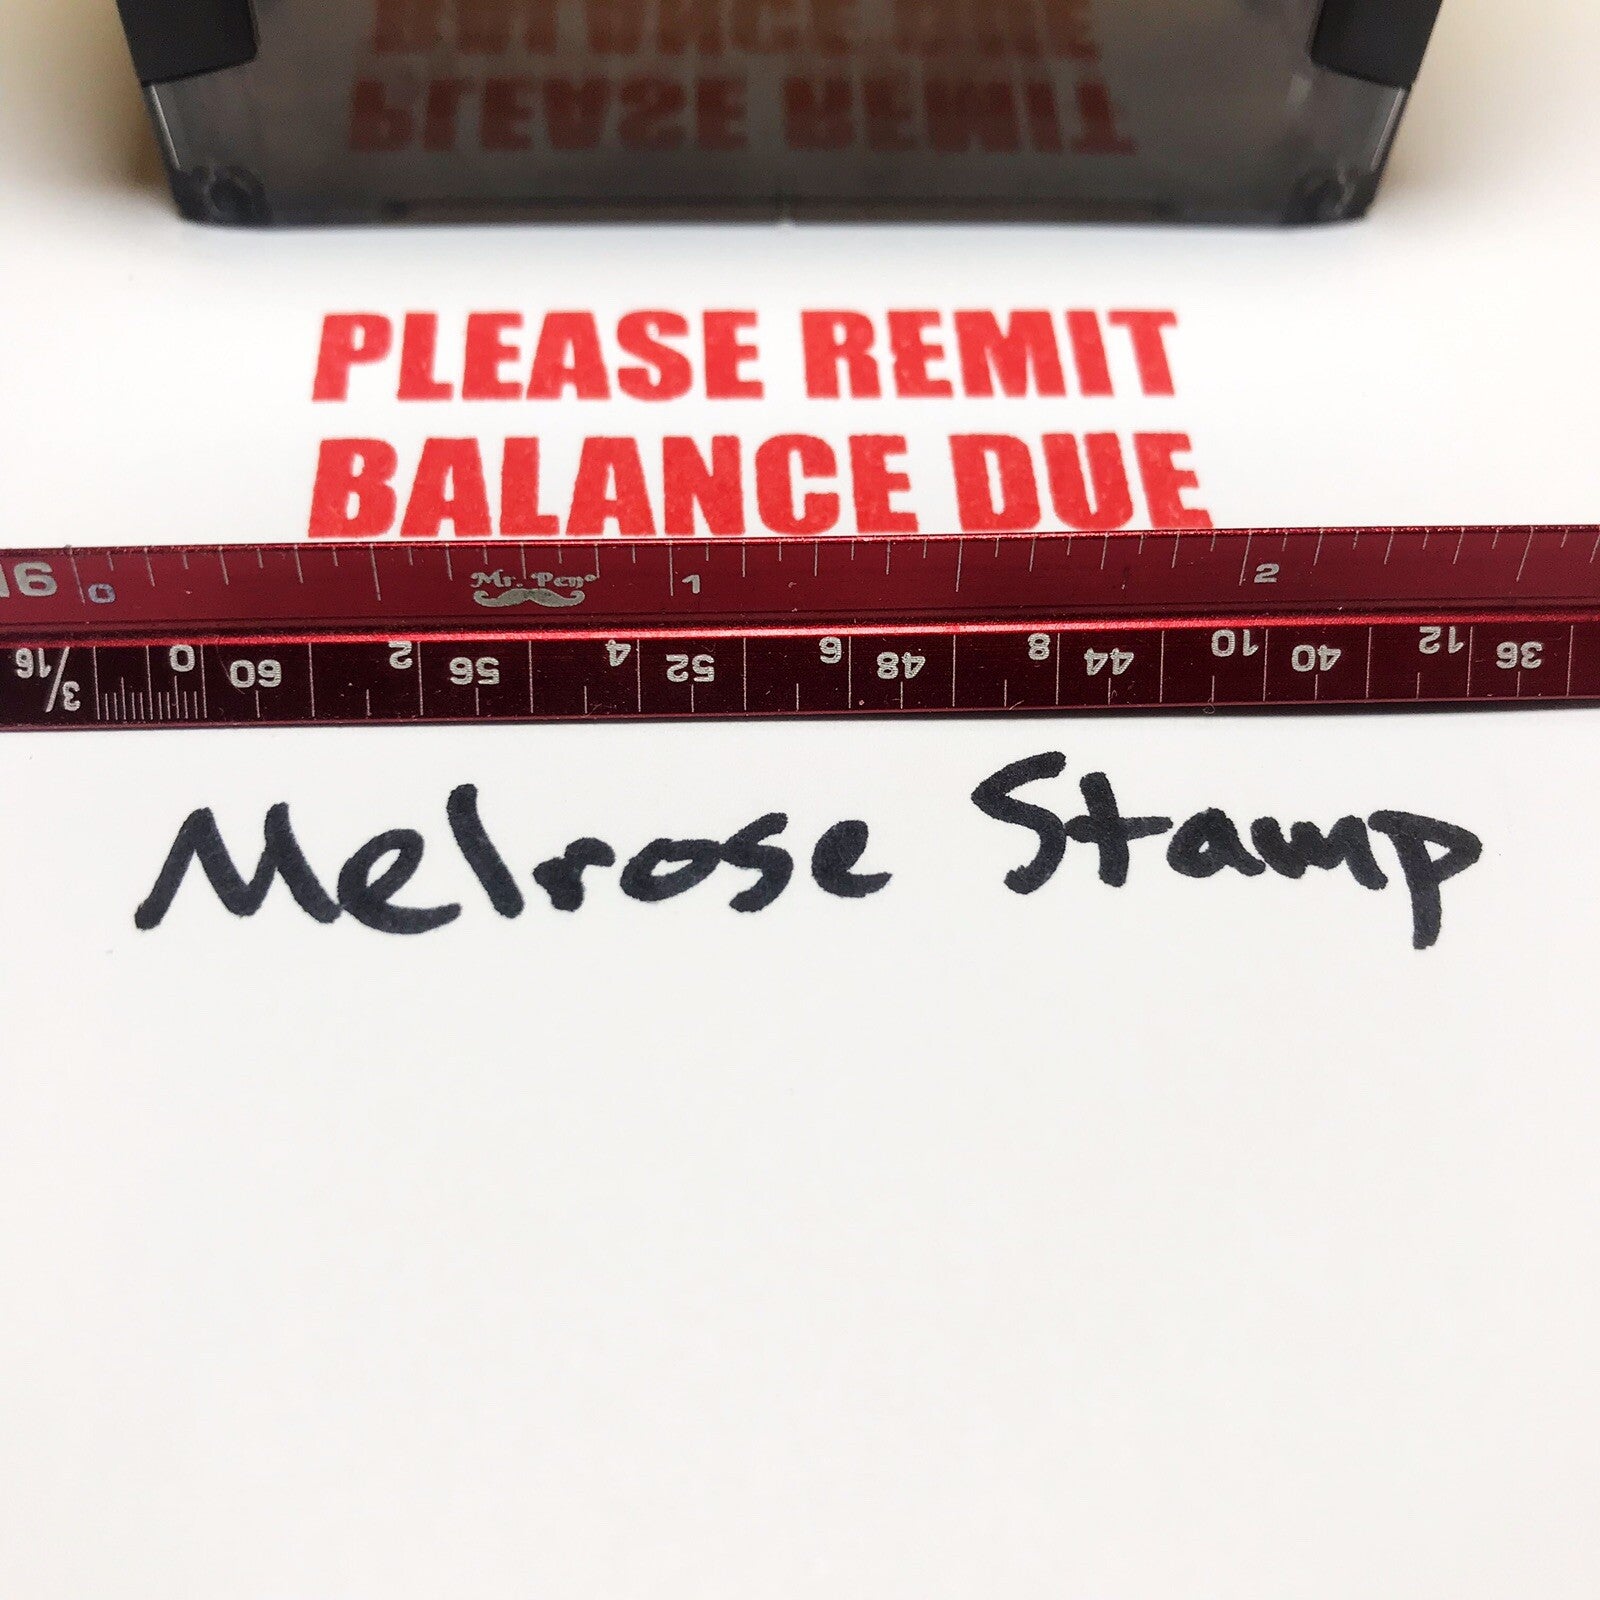 PLEASE REMIT
BALANCE DUE
16 0 Mr. Pen® 1 2
3/16 0 60 2 56 4 52 6 48 8 44 10 40 12 36
Melrose Stamp